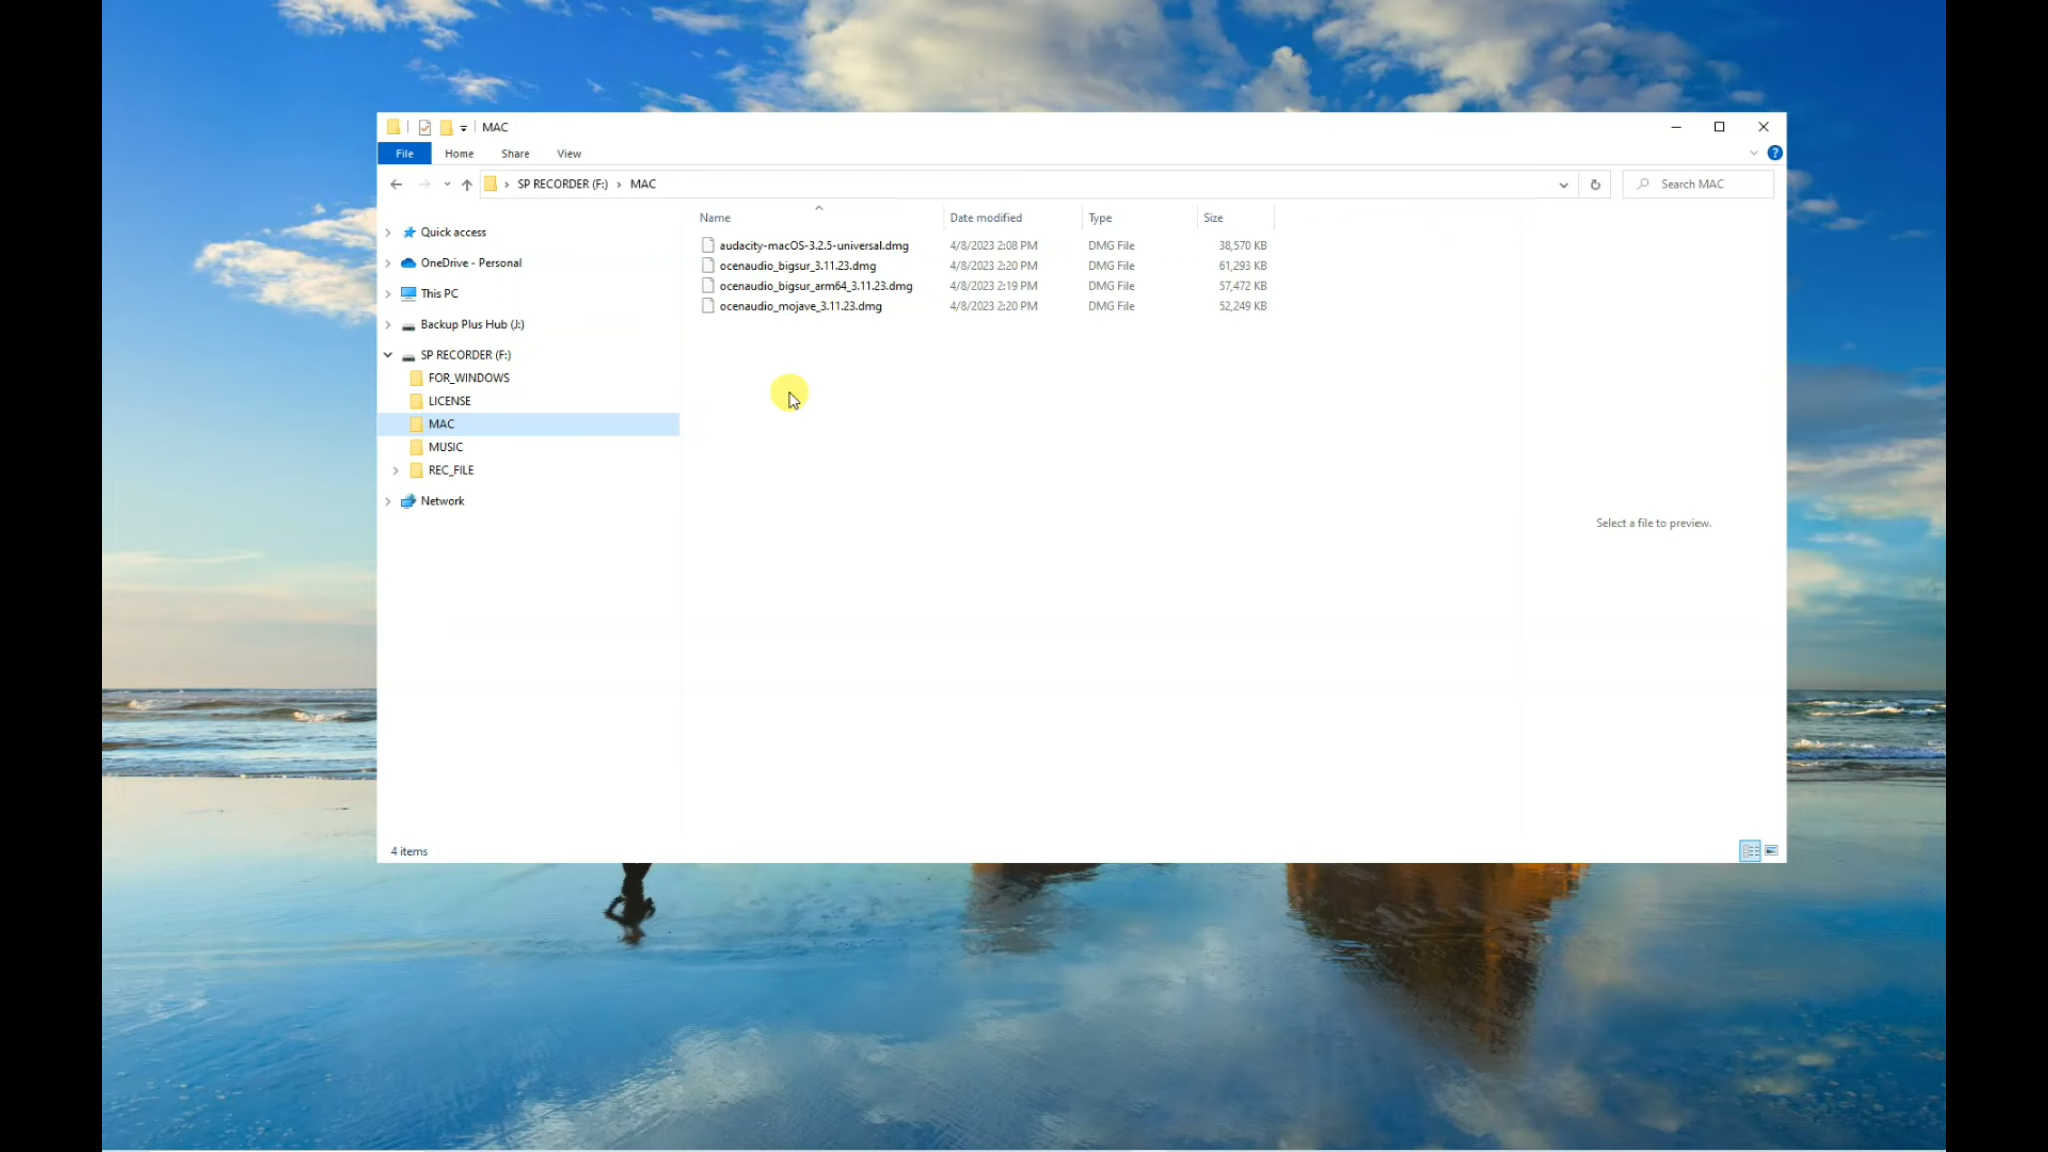 MAC
File Home Share View
SP RECORDER (F:) > MAC
Search MAC
Name Date modified Type Size
Quick access
OneDrive - Personal
This PC
Backup Plus Hub (J:)
SP RECORDER (F:)
FOR_WINDOWS
LICENSE
MAC
MUSIC
REC_FILE
Network
audacity-macOS-3.2.5-universal.dmg 4/8/2023 2:08 PM DMG File 38,570 KB
ocenaudio_bigsur_3.11.23.dmg 4/8/2023 2:20 PM DMG File 61,293 KB
ocenaudio_bigsur_arm64_3.11.23.dmg 4/8/2023 2:19 PM DMG File 57,472 KB
ocenaudio_mojave_3.11.23.dmg 4/8/2023 2:20 PM DMG File 52,249 KB
Select a file to preview.
4 items